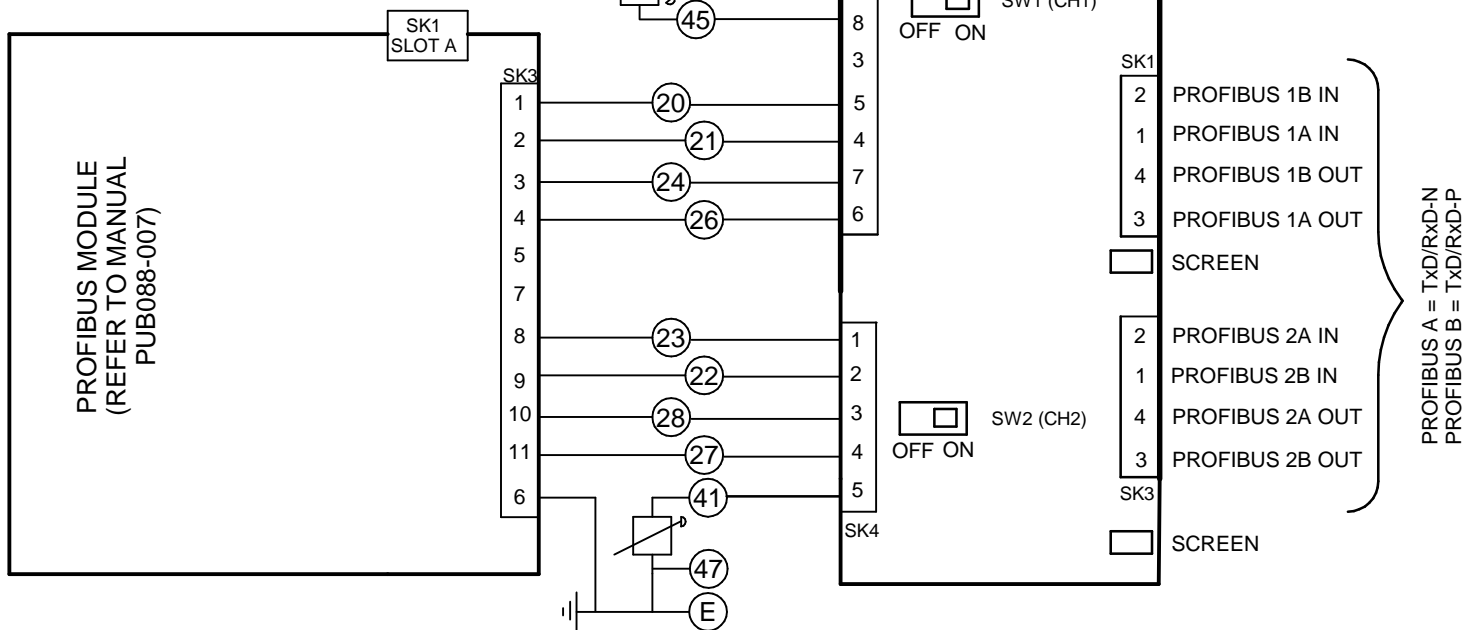 SW1 (CH1)
45
8
OFF ON
SK1
SLOT A
3
SK3
SK1
1
20
5
2
PROFIBUS 1B IN
2
21
4
1
PROFIBUS 1A IN
3
24
7
4
PROFIBUS 1B OUT
4
26
6
3
PROFIBUS 1A OUT
5
SCREEN
7
8
23
1
2
PROFIBUS 2A IN
9
22
2
1
PROFIBUS 2B IN
10
28
3
SW2 (CH2)
4
PROFIBUS 2A OUT
OFF ON
11
27
4
3
PROFIBUS 2B OUT
6
41
5
SK3
SK4
SCREEN
47
E
PROFIBUS MODULE
(REFER TO MANUAL
PUB088-007)
PROFIBUS A = TxD/RxD-N
PROFIBUS B = TxD/RxD-P